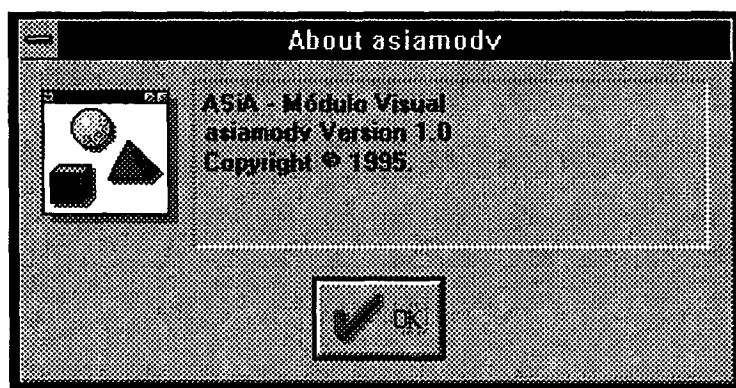 About asiamodv
ASiA - Módulo Visual
asiamodv Version 1.0
Copyright © 1995.
OK